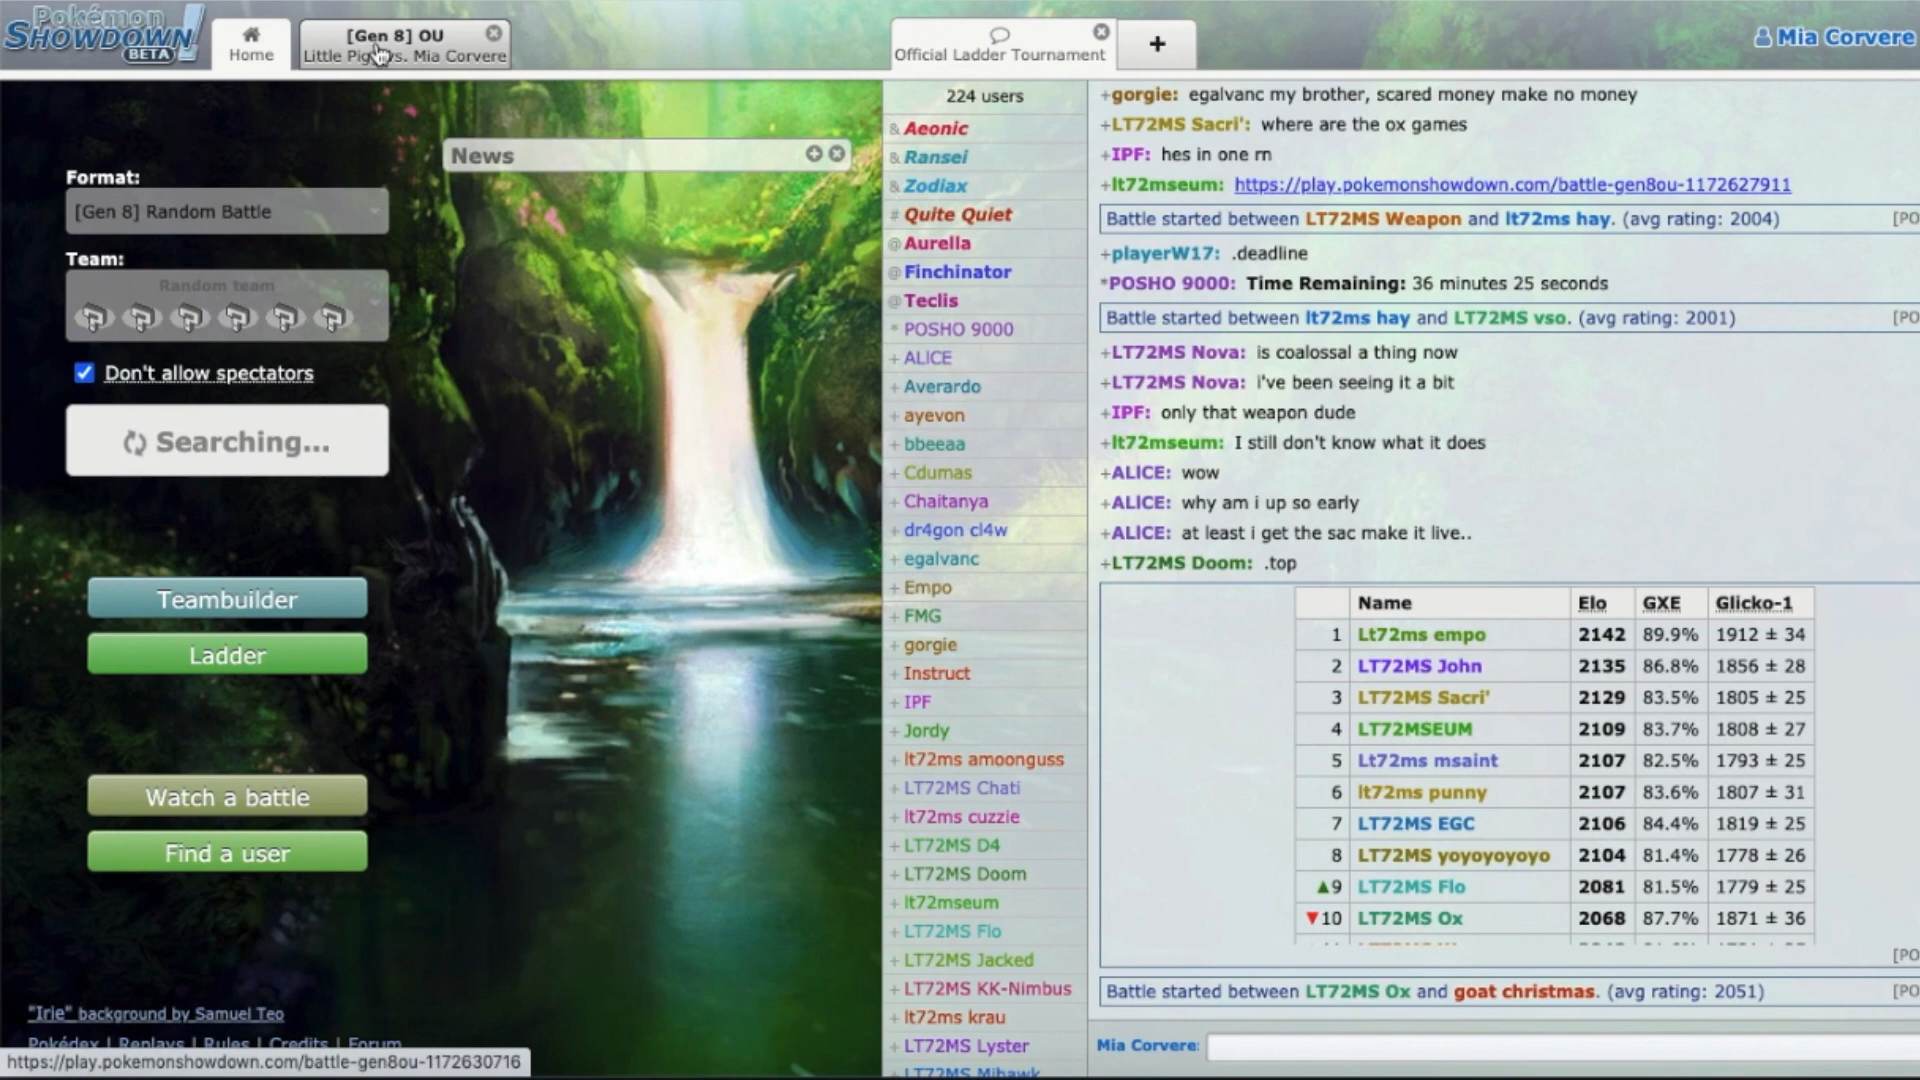 Pokémon
SHOWDOWN!
BETA
Home
[Gen 8] OU
Little Pig vs. Mia Corvere
Official Ladder Tournament
+
Mia Corvere
News
Format:
[Gen 8] Random Battle
Team:
Random team
Don't allow spectators
Searching...
Teambuilder
Ladder
Watch a battle
Find a user
"Irie" background by Samuel Teo
Pokédex | Replays | Rules | Credits | Forum
https://play.pokemonshowdown.com/battle-gen8ou-1172630716
224 users
& Aeonic
& Ransei
& Zodiax
# Quite Quiet
@ Aurella
@ Finchinator
@ Teclis
* POSHO 9000
+ ALICE
+ Averardo
+ ayevon
+ bbeeaa
+ Cdumas
+ Chaitanya
+ dr4gon cl4w
+ egalvanc
+ Empo
+ FMG
+ gorgie
+ Instruct
+ IPF
+ Jordy
+ lt72ms amoonguss
+ LT72MS Chati
+ lt72ms cuzzie
+ LT72MS D4
+ LT72MS Doom
+ lt72mseum
+ LT72MS Flo
+ LT72MS Jacked
+ LT72MS KK-Nimbus
+ lt72ms krau
+ LT72MS Lyster
+ LT72MS Mihawk
+gorgie: egalvanc my brother, scared money make no money
+LT72MS Sacri': where are the ox games
+IPF: hes in one rn
+lt72mseum: https://play.pokemonshowdown.com/battle-gen8ou-1172627911
Battle started between LT72MS Weapon and lt72ms hay. (avg rating: 2004) [PO
+playerW17: .deadline
*POSHO 9000: Time Remaining: 36 minutes 25 seconds
Battle started between lt72ms hay and LT72MS vso. (avg rating: 2001) [PO
+LT72MS Nova: is coalossal a thing now
+LT72MS Nova: i've been seeing it a bit
+IPF: only that weapon dude
+lt72mseum: I still don't know what it does
+ALICE: wow
+ALICE: why am i up so early
+ALICE: at least i get the sac make it live..
+LT72MS Doom: .top
Name Elo GXE Glicko-1
1 Lt72ms empo 2142 89.9% 1912 ± 34
2 LT72MS John 2135 86.8% 1856 ± 28
3 LT72MS Sacri' 2129 83.5% 1805 ± 25
4 LT72MSEUM 2109 83.7% 1808 ± 27
5 Lt72ms msaint 2107 82.5% 1793 ± 25
6 lt72ms punny 2107 83.6% 1807 ± 31
7 LT72MS EGC 2106 84.4% 1819 ± 25
8 LT72MS yoyoyoyoyo 2104 81.4% 1778 ± 26
▲9 LT72MS Flo 2081 81.5% 1779 ± 25
▼10 LT72MS Ox 2068 87.7% 1871 ± 36
[PO
Battle started between LT72MS Ox and goat christmas. (avg rating: 2051) [PO
Mia Corvere: